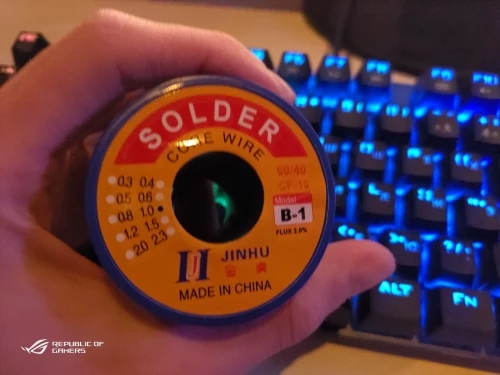 SOLDER
CORE WIRE
60/40
CF-10
Model
B-1
FLUX 2.0%
0.3 0.4
0.5 0.6
0.8 1.0
1.2 1.5
2.0 2.3
JINHU
MADE IN CHINA
ALT
FN
REPUBLIC OF
GAMERS